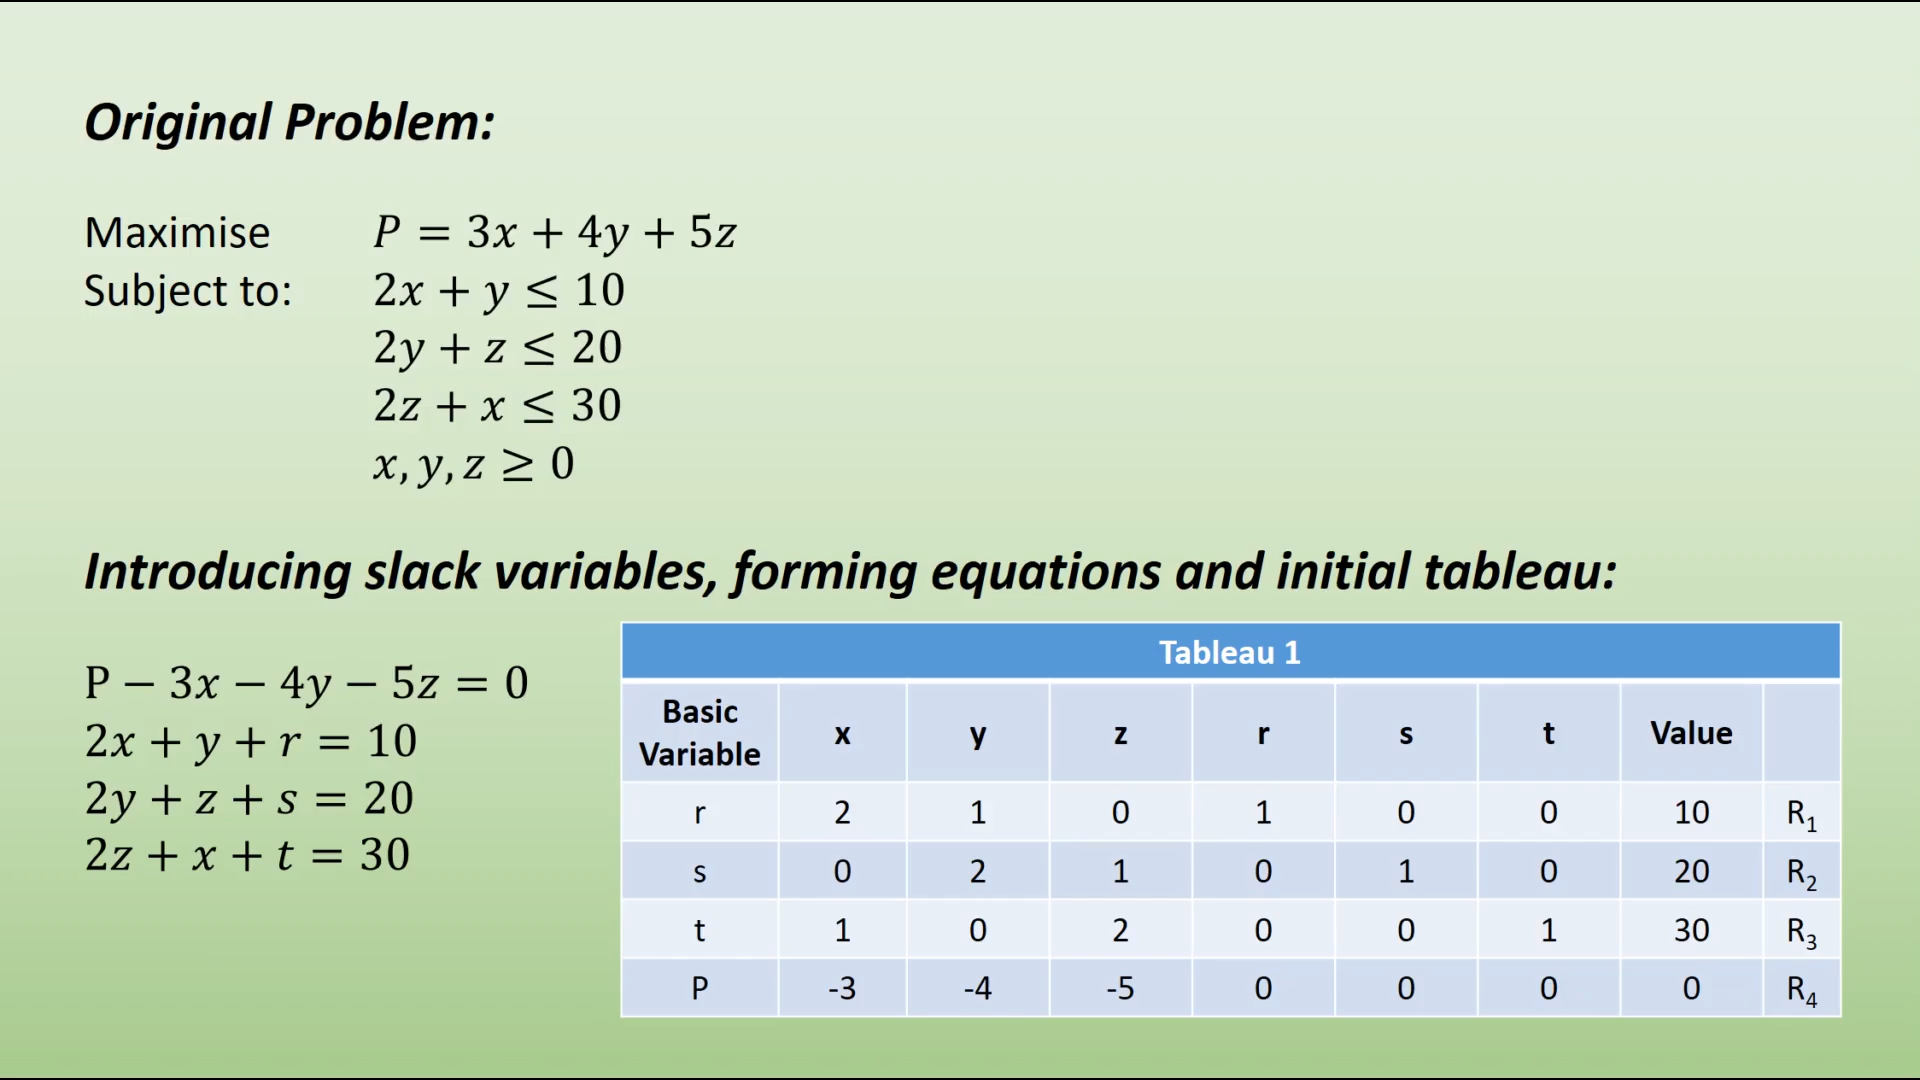 Original Problem:
Maximise P = 3x + 4y + 5z
Subject to: 2x + y ≤ 10
2y + z ≤ 20
2z + x ≤ 30
x, y, z ≥ 0
Introducing slack variables, forming equations and initial tableau:
P − 3x − 4y − 5z = 0
2x + y + r = 10
2y + z + s = 20
2z + x + t = 30
Tableau 1
Basic Variable x y z r s t Value
r 2 1 0 1 0 0 10 R₁
s 0 2 1 0 1 0 20 R₂
t 1 0 2 0 0 1 30 R₃
P -3 -4 -5 0 0 0 0 R₄